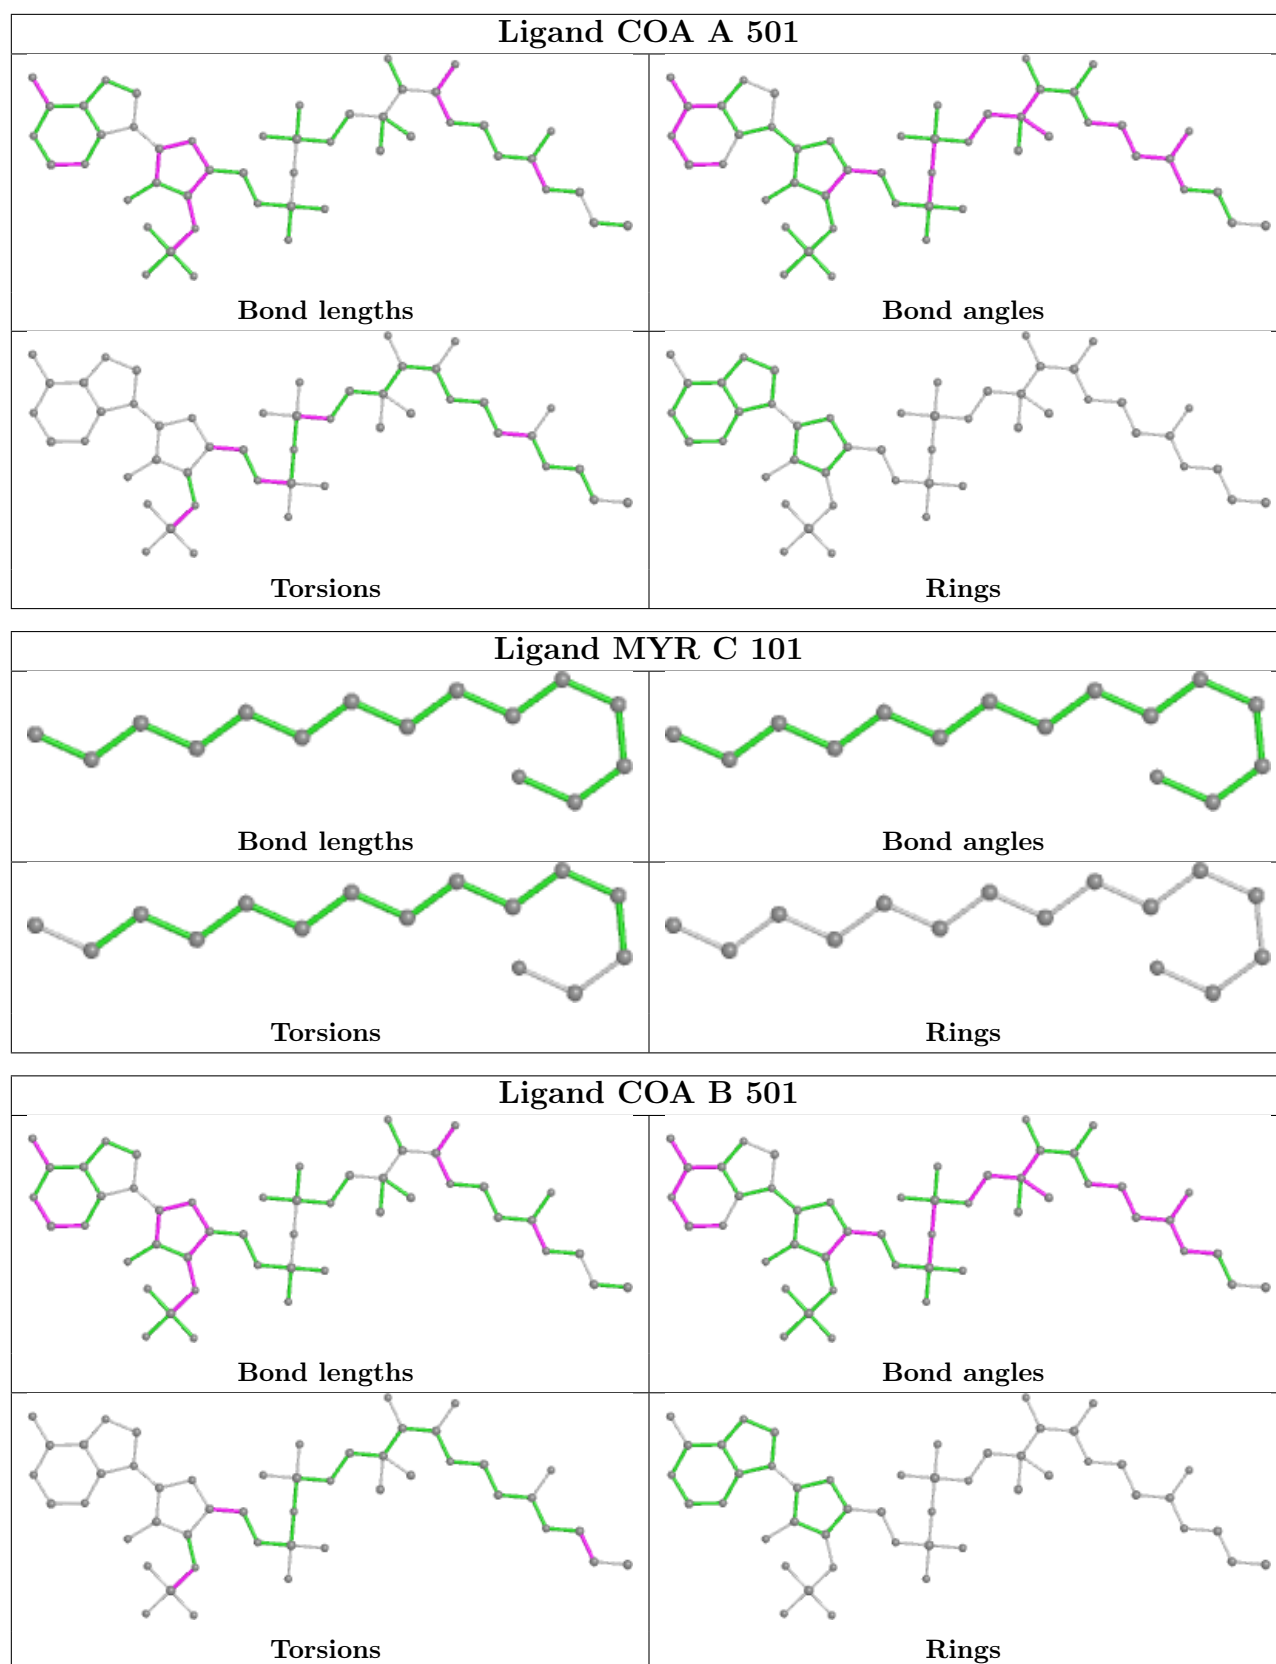 Ligand COA A 501
Bond lengths
Bond angles
Torsions
Rings
Ligand MYR C 101
Bond lengths
Bond angles
Torsions
Rings
Ligand COA B 501
Bond lengths
Bond angles
Torsions
Rings